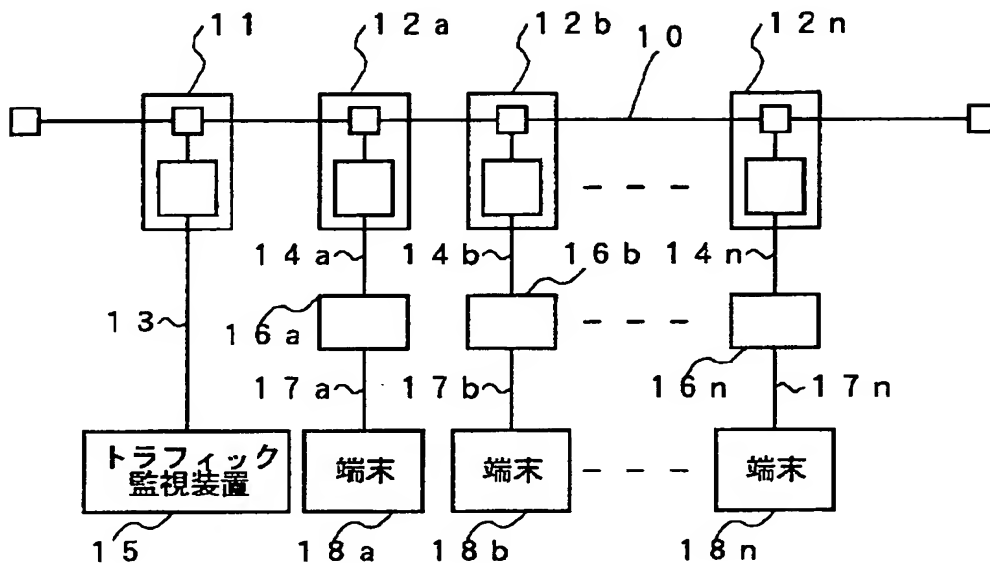 11 12a 12b 10 12n
14a 14b 16b 14n
13 16a
17a 17b 16n 17n
トラフィック
監視装置 端末 端末 端末
15 18a 18b 18n